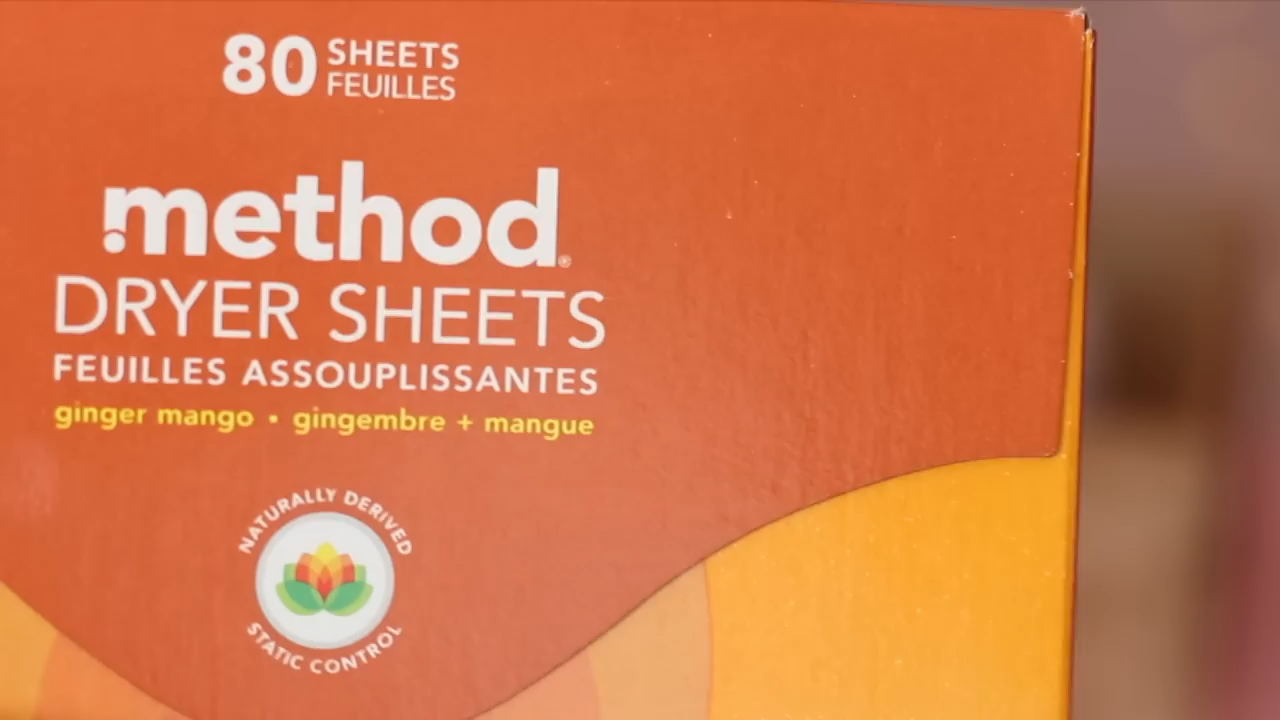 80 SHEETS
FEUILLES
method®
DRYER SHEETS
FEUILLES ASSOUPLISSANTES
ginger mango • gingembre + mangue
NATURALLY DERIVED
STATIC CONTROL